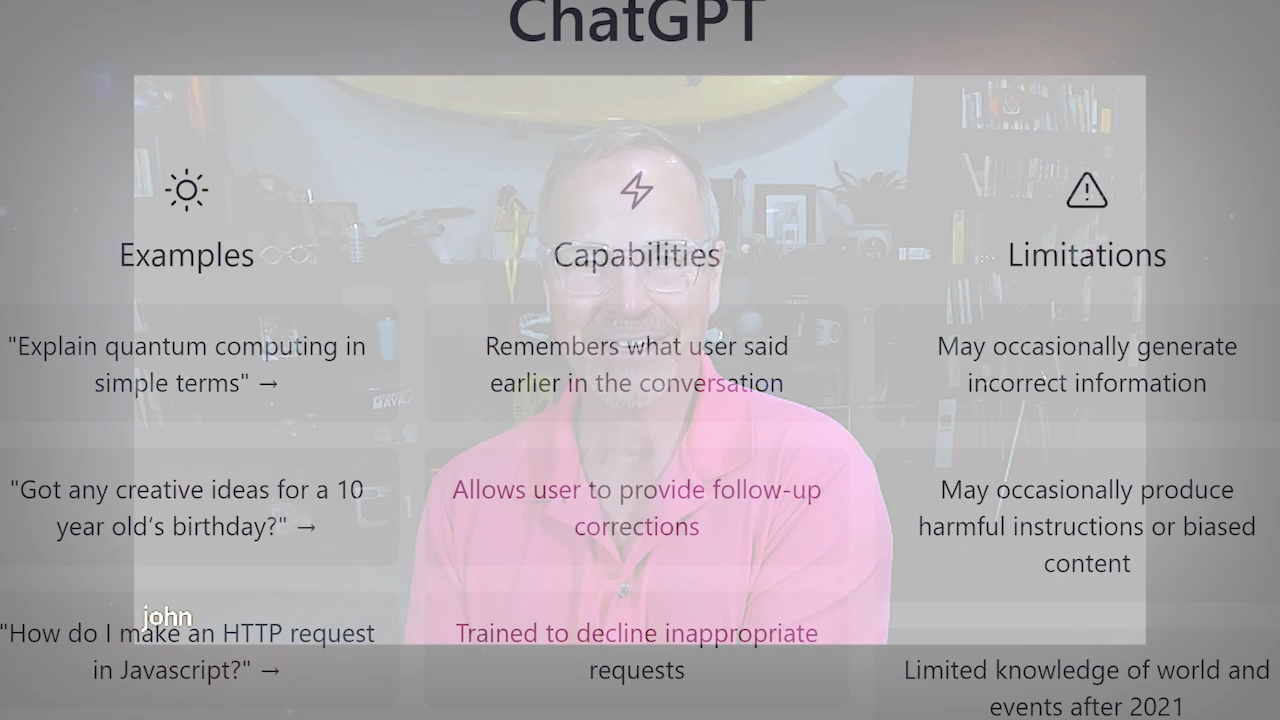 ChatGPT
Examples
Capabilities
Limitations
"Explain quantum computing in
simple terms" →
Remembers what user said
earlier in the conversation
May occasionally generate
incorrect information
"Got any creative ideas for a 10
year old's birthday?" →
Allows user to provide follow-up
corrections
May occasionally produce
harmful instructions or biased
content
john
"How do I make an HTTP request
in Javascript?" →
Trained to decline inappropriate
requests
Limited knowledge of world and
events after 2021